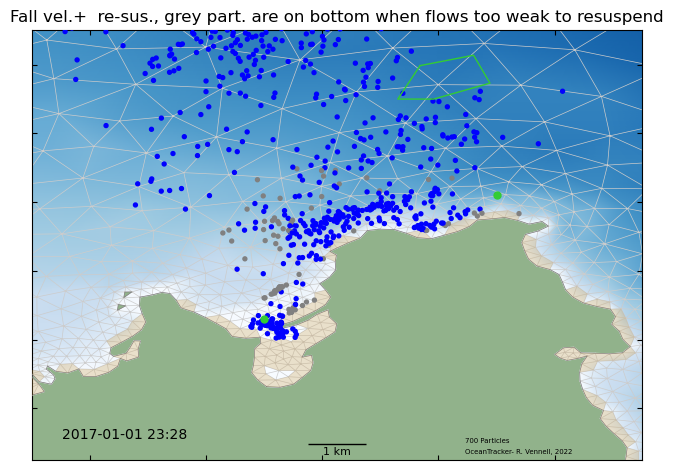 Fall vel.+  re-sus., grey part. are on bottom when flows too weak to resuspend
2017-01-01 23:28
1 km
700 Particles
OceanTracker- R. Vennell, 2022